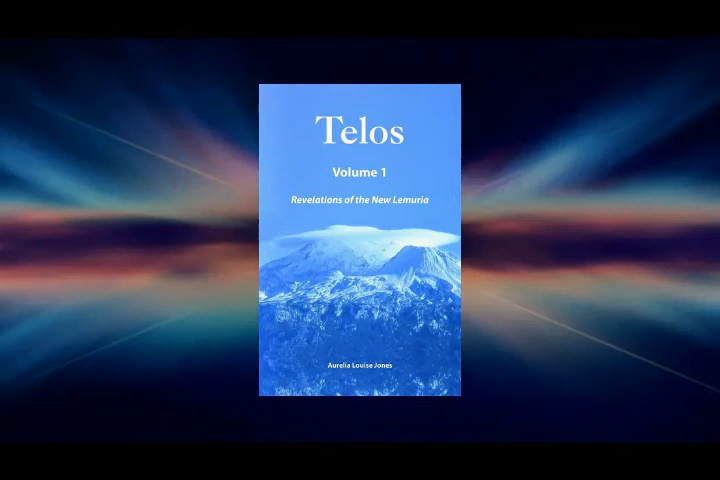 Telos
Volume 1
Revelations of the New Lemuria
Aurelia Louise Jones